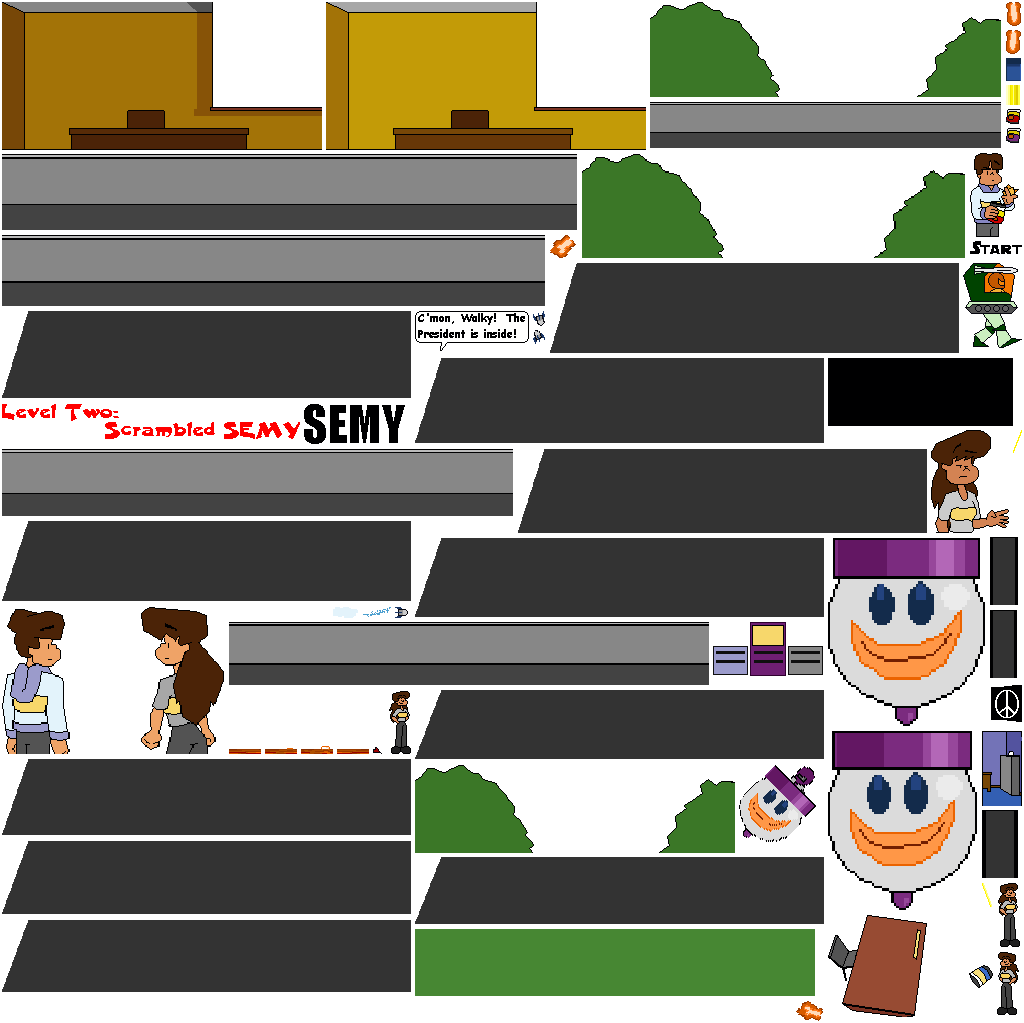 START
C'mon, Walky! The
President is inside!
Level Two:
Scrambled SEMY
SEMY